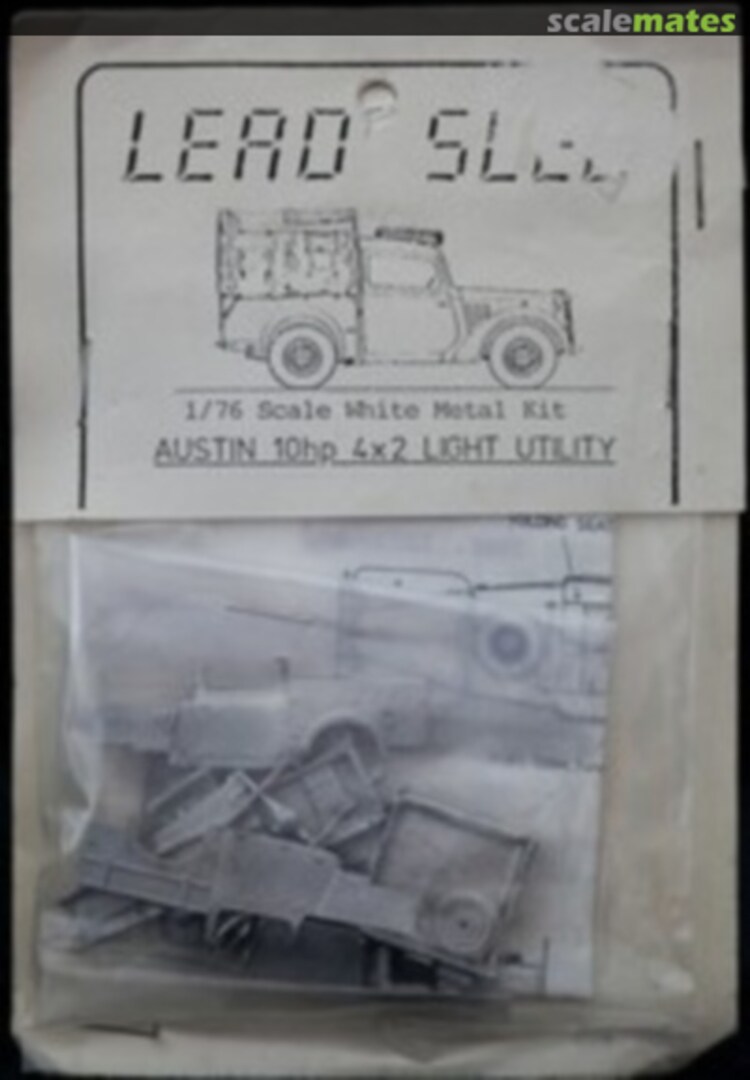 scalemates
LEAD
1/76 Scale White Metal Kit
AUSTIN 10hp 4x2 LIGHT UTILITY